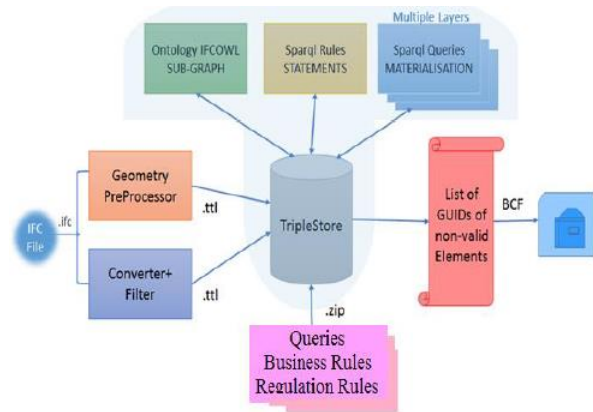 Multiple Layers
Ontology IFCOWL
SUB-GRAPH
Sparql Rules
STATEMENTS
Sparql Queries
MATERIALISATION
Geometry
PreProcessor
.ttl
.ifc
IFC
File
TripleStore
List of
GUIDs of
non-valid
Elements
BCF
Converter+
Filter
.ttl
.zip
Queries
Business Rules
Regulation Rules